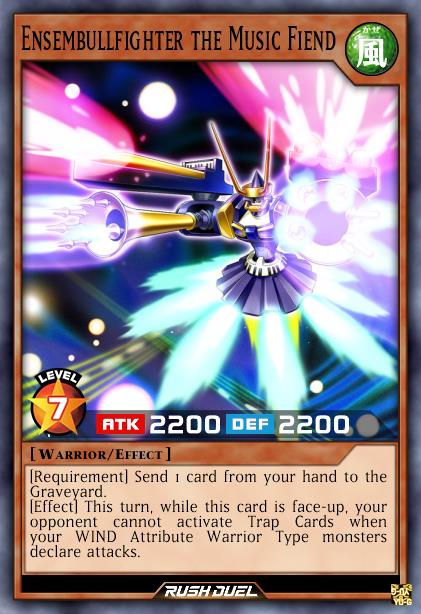 ENSEMBULLFIGHTER THE MUSIC FIEND
かぜ
風
LEVEL
7
ATK 2200 DEF 2200
[WARRIOR/EFFECT]
[Requirement] Send 1 card from your hand to the
Graveyard.
[Effect] This turn, while this card is face-up, your
opponent cannot activate Trap Cards when
your WIND Attribute Warrior Type monsters
declare attacks.
RUSH DUEL